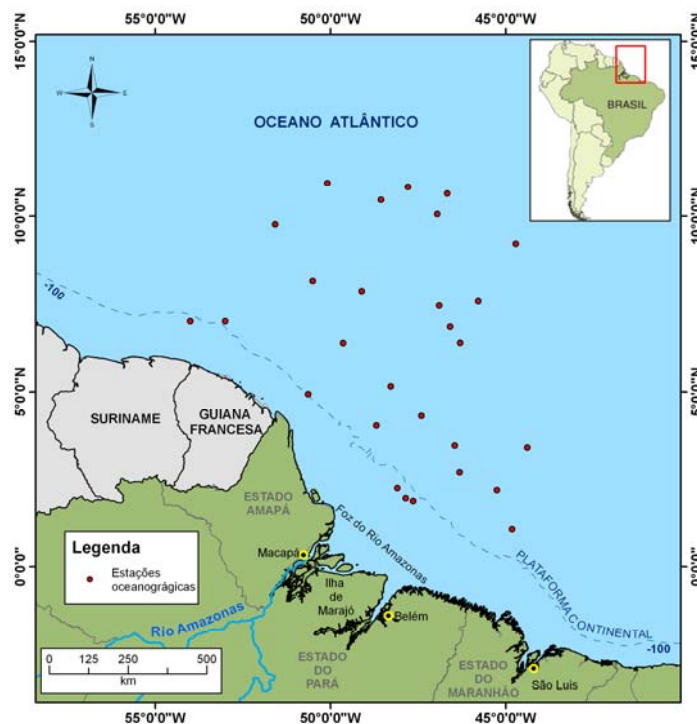 55°0'0"W 50°0'0"W 45°0'0"W
15°0'0"N
15°0'0"N
N
W E
S
OCEANO ATLÂNTICO
BRASIL
10°0'0"N
10°0'0"N
-100
5°0'0"N
5°0'0"N
SURINAME
GUIANA
FRANCESA
ESTADO
AMAPÁ
Foz do Rio Amazonas
Legenda
Estações
oceanográgicas
Macapá
0°0'0"
0°0'0"
Ilha
de
Marajó
PLATAFORMA
CONTINENTAL
-100
Rio Amazonas
Belém
0 125 250 500
km
ESTADO
DO
PARÁ
ESTADO
DO
MARANHÃO
São Luis
55°0'0"W 50°0'0"W 45°0'0"W